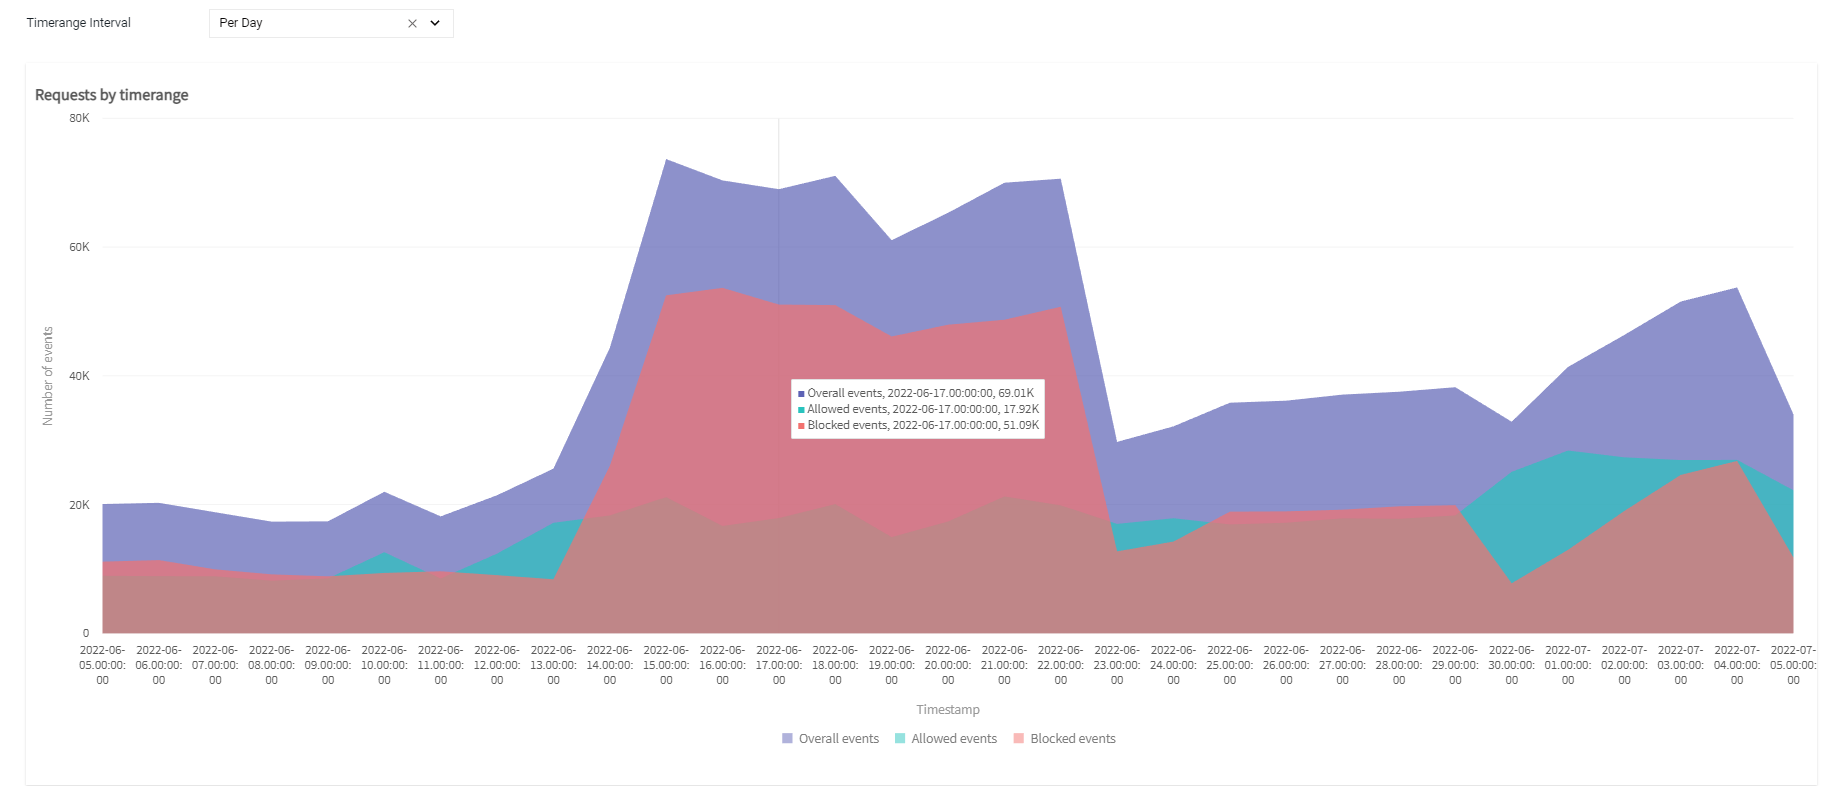 Timerange Interval
Per Day
Requests by timerange
80K
60K
40K
20K
0
Number of events
Overall events, 2022-06-17.00:00:00, 69.01K
Allowed events, 2022-06-17.00:00:00, 17.92K
Blocked events, 2022-06-17.00:00:00, 51.09K
2022-06- 2022-06- 2022-06- 2022-06- 2022-06- 2022-06- 2022-06- 2022-06- 2022-06- 2022-06- 2022-06- 2022-06- 2022-06- 2022-06- 2022-06- 2022-06- 2022-06- 2022-06- 2022-06- 2022-06- 2022-06- 2022-06- 2022-06- 2022-06- 2022-06- 2022-06- 2022-07- 2022-07- 2022-07- 2022-07- 2022-07-
05.00:00: 06.00:00: 07.00:00: 08.00:00: 09.00:00: 10.00:00: 11.00:00: 12.00:00: 13.00:00: 14.00:00: 15.00:00: 16.00:00: 17.00:00: 18.00:00: 19.00:00: 20.00:00: 21.00:00: 22.00:00: 23.00:00: 24.00:00: 25.00:00: 26.00:00: 27.00:00: 28.00:00: 29.00:00: 30.00:00: 01.00:00: 02.00:00: 03.00:00: 04.00:00: 05.00:00:
00 00 00 00 00 00 00 00 00 00 00 00 00 00 00 00 00 00 00 00 00 00 00 00 00 00 00 00 00 00 00
Timestamp
Overall events Allowed events Blocked events